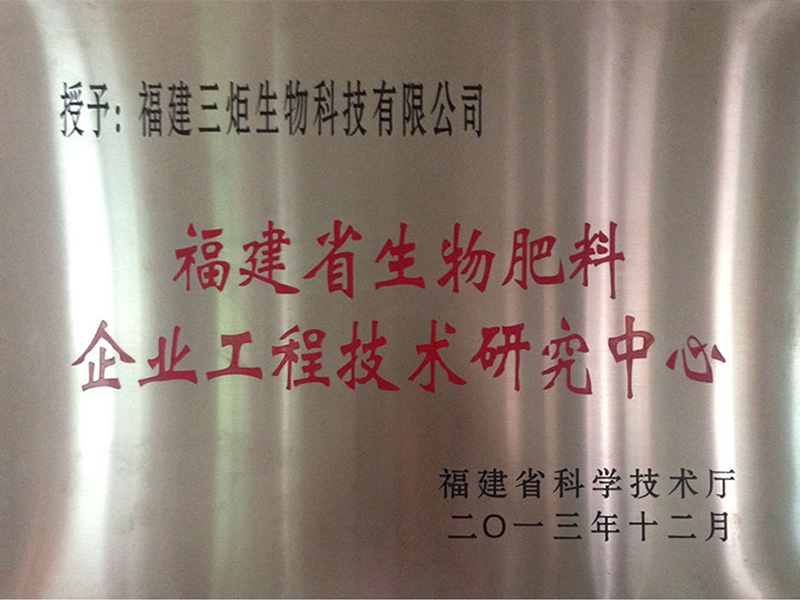 授予：福建三炬生物科技有限公司
福建省生物肥料
企业工程技术研究中心
福建省科学技术厅
二〇一三年十二月